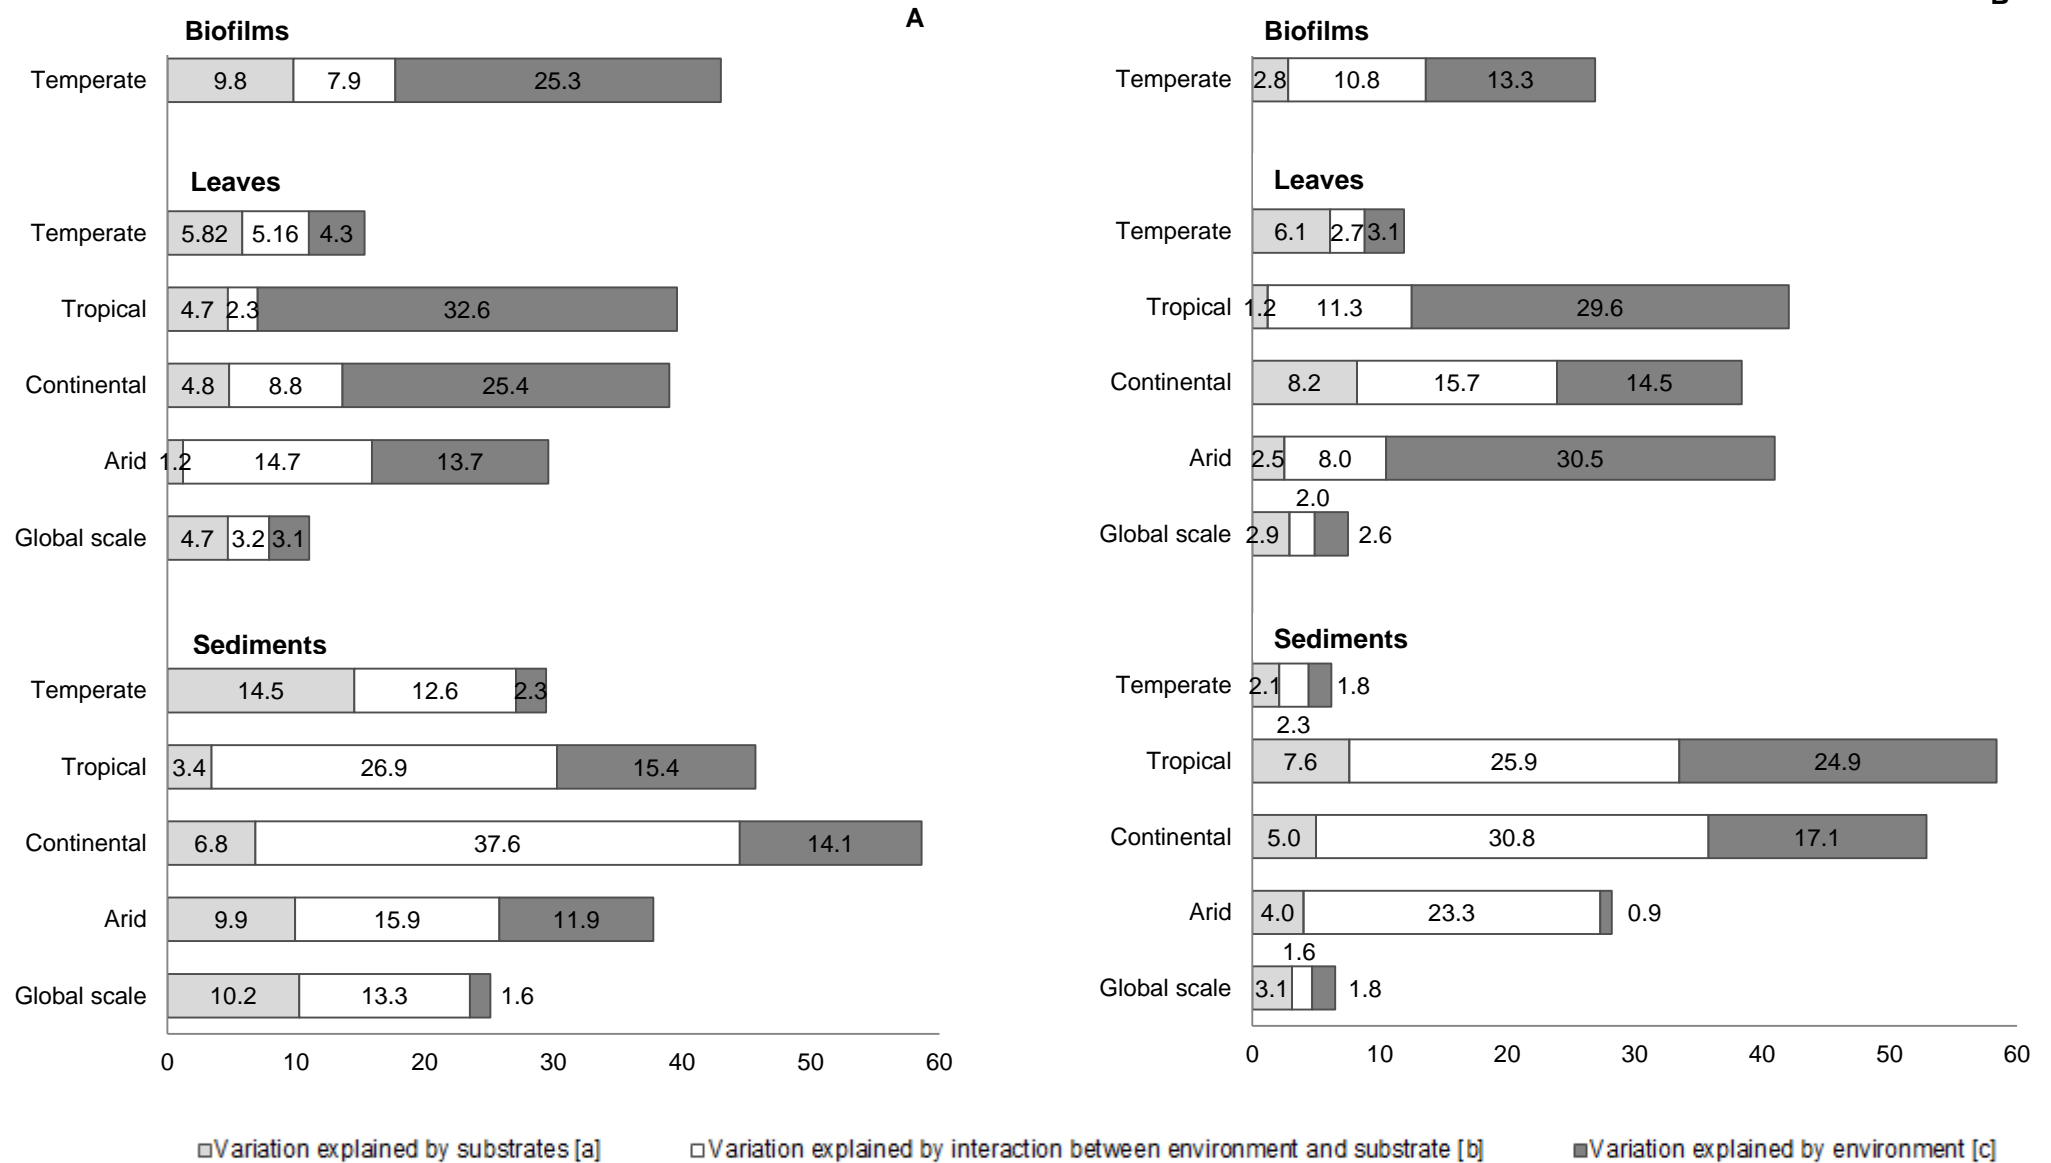 A
Biofilms
Temperate 9.8 7.9 25.3
Leaves
Temperate 5.82 5.16 4.3
Tropical 4.7 2.3 32.6
Continental 4.8 8.8 25.4
Arid 1.2 14.7 13.7
Global scale 4.7 3.2 3.1
Sediments
Temperate 14.5 12.6 2.3
Tropical 3.4 26.9 15.4
Continental 6.8 37.6 14.1
Arid 9.9 15.9 11.9
Global scale 10.2 13.3 1.6
0 10 20 30 40 50 60
Biofilms
Temperate 2.8 10.8 13.3
Leaves
Temperate 6.1 2.7 3.1
Tropical 1.2 11.3 29.6
Continental 8.2 15.7 14.5
Arid 2.5 8.0 30.5
2.0
Global scale 2.9 2.6
Sediments
Temperate 2.1 1.8
2.3
Tropical 7.6 25.9 24.9
Continental 5.0 30.8 17.1
Arid 4.0 23.3 0.9
1.6
Global scale 3.1 1.8
0 10 20 30 40 50 60
Variation explained by substrates [a] Variation explained by interaction between environment and substrate [b] Variation explained by environment [c]